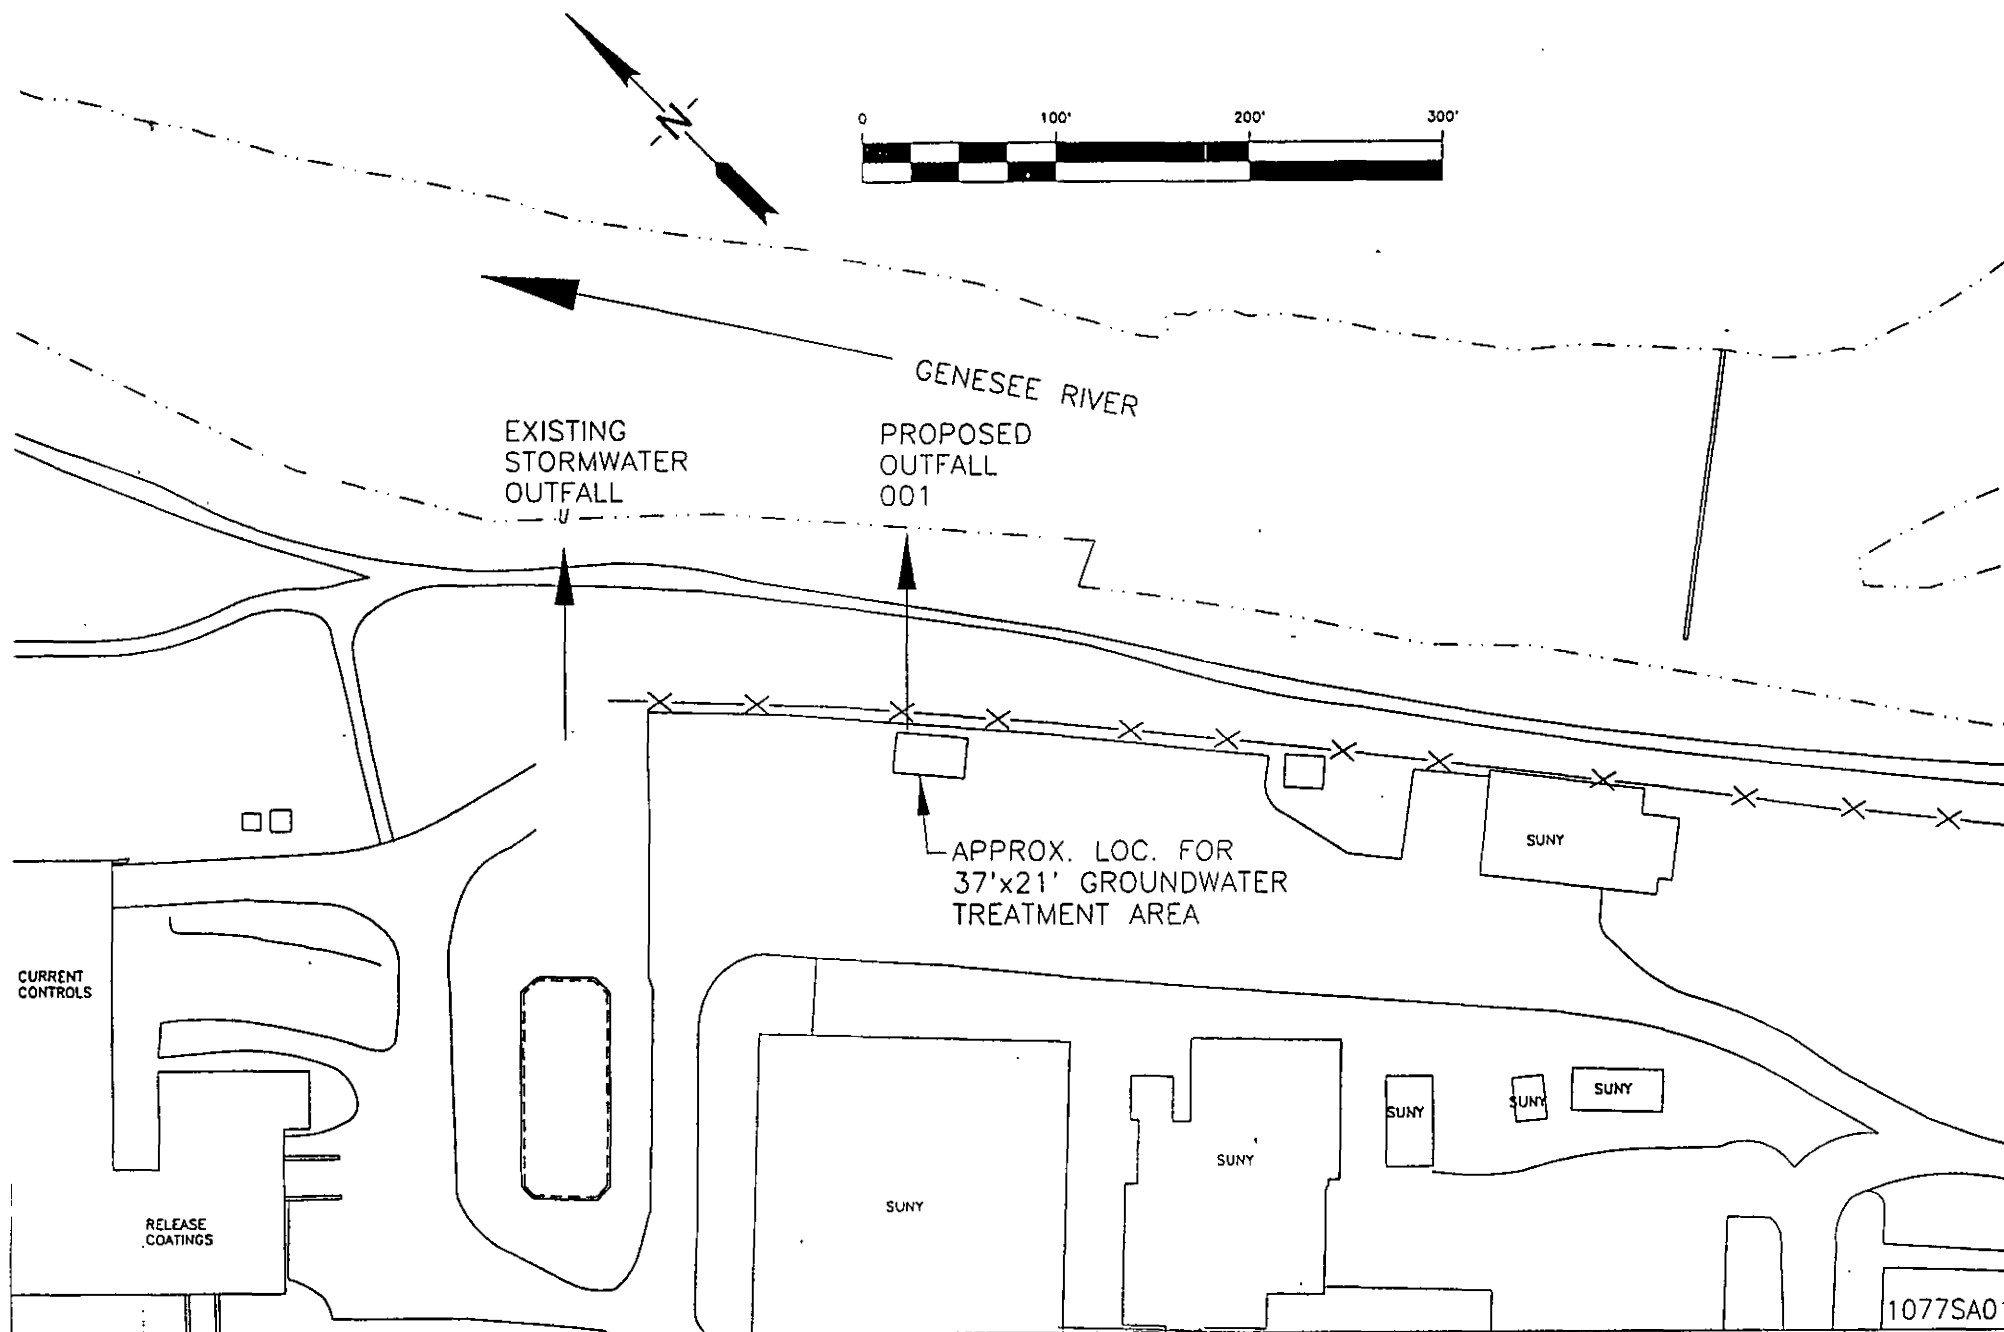 N
0 100' 200' 300'
GENESEE RIVER
EXISTING
STORMWATER
OUTFALL
PROPOSED
OUTFALL
001
SUNY
APPROX. LOC. FOR
37'x21' GROUNDWATER
TREATMENT AREA
CURRENT
CONTROLS
SUNY
SUNY
SUNY
SUNY
SUNY
RELEASE
COATINGS
1077SA01